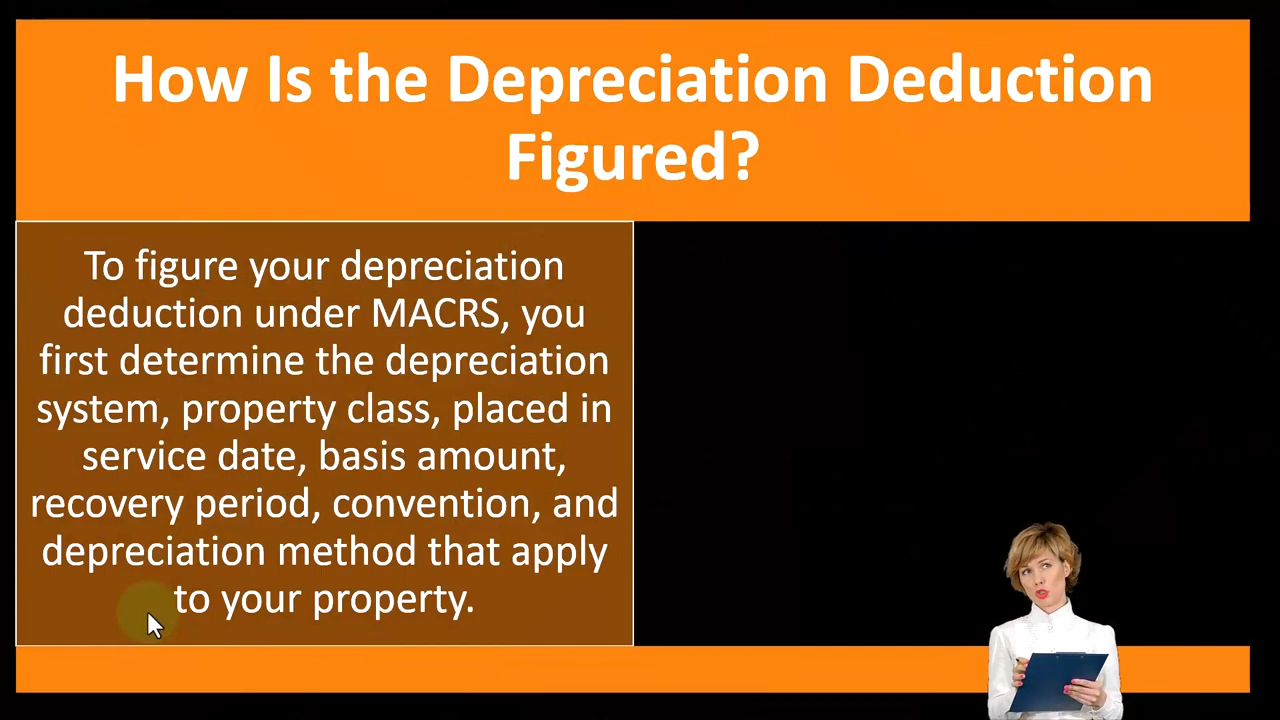 How Is the Depreciation Deduction
Figured?
To figure your depreciation
deduction under MACRS, you
first determine the depreciation
system, property class, placed in
service date, basis amount,
recovery period, convention, and
depreciation method that apply
to your property.